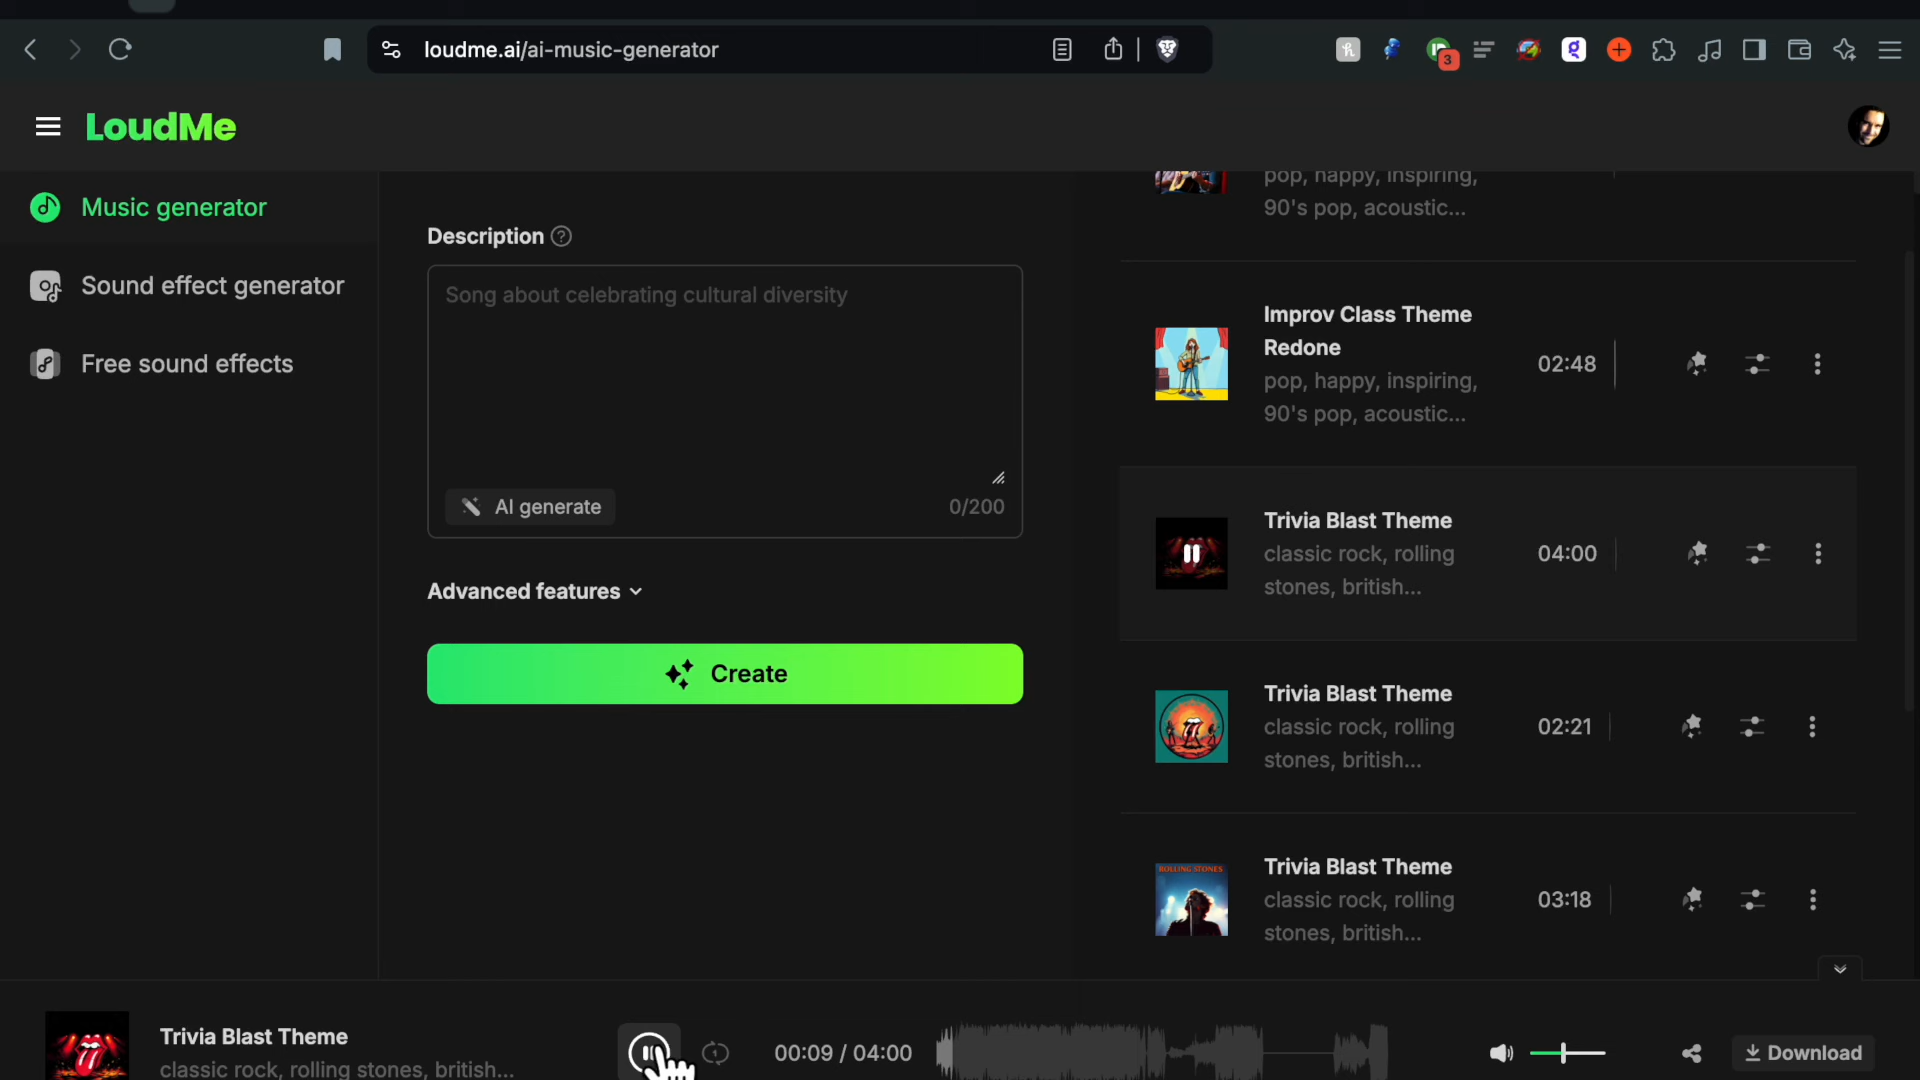 loudme.ai/ai-music-generator
3
LoudMe
Music generator
Sound effect generator
Free sound effects
Description
Song about celebrating cultural diversity
AI generate
0/200
Advanced features
Create
pop, happy, inspiring,
90's pop, acoustic...
Improv Class Theme
Redone
pop, happy, inspiring,
90's pop, acoustic...
02:48
Trivia Blast Theme
classic rock, rolling
stones, british...
04:00
Trivia Blast Theme
classic rock, rolling
stones, british...
02:21
ROLLING STONES
Trivia Blast Theme
classic rock, rolling
stones, british...
03:18
Trivia Blast Theme
classic rock, rolling stones, british...
00:09 / 04:00
Download